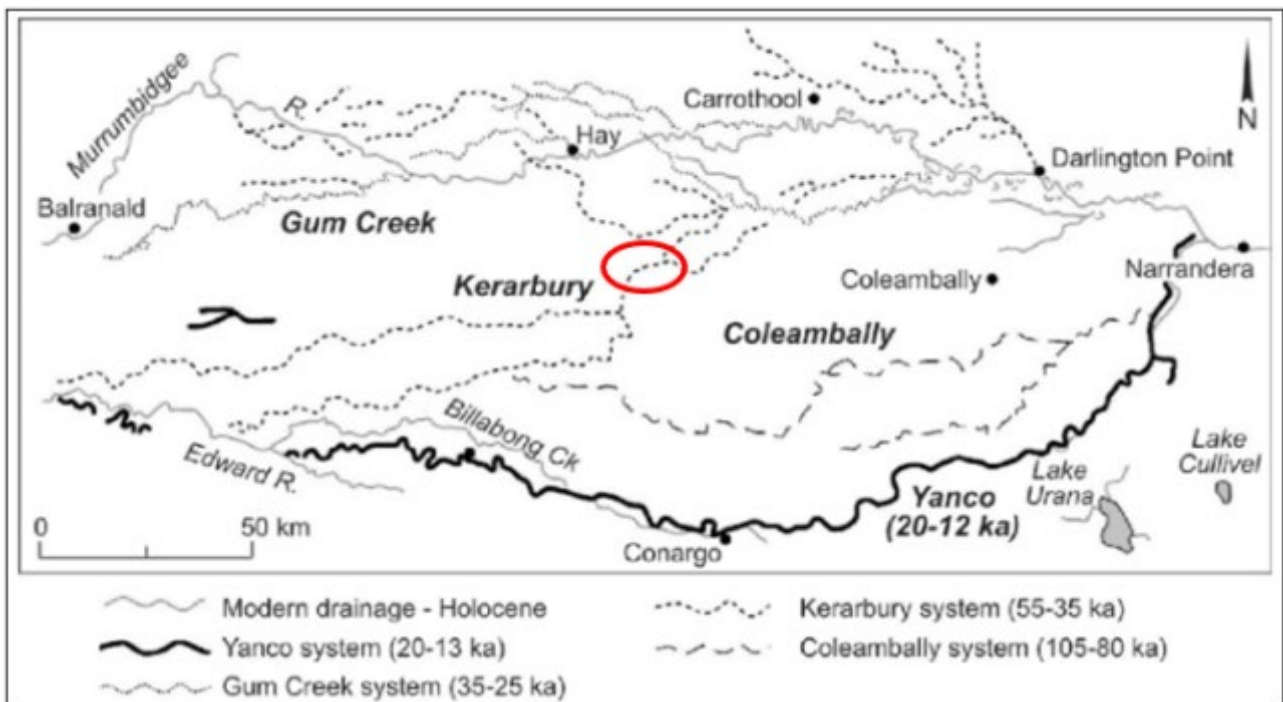 Murrumbidgee
R.
Carrothool
N
Hay
Darlington Point
Balranald
Gum Creek
Narrandera
Kerarbury
Coleambally
Coleambally
Billabong Ck
Edward R.
Lake
Cullivel
Lake
Urana
Yanco
(20-12 ka)
0
50 km
Conargo
Modern drainage - Holocene
Kerarbury system (55-35 ka)
Yanco system (20-13 ka)
Coleambally system (105-80 ka)
Gum Creek system (35-25 ka)